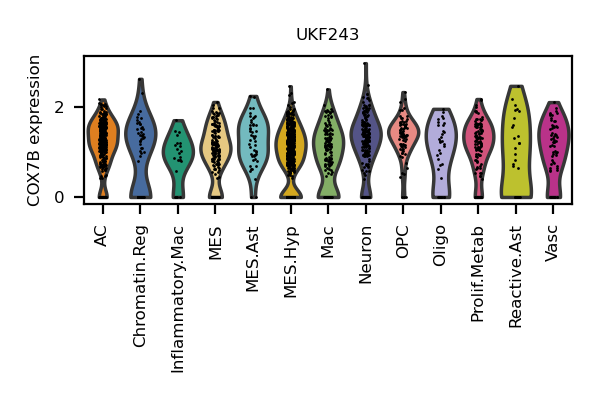 UKF243
COX7B expression
2
0
AC
Chromatin.Reg
Inflammatory.Mac
MES
MES.Ast
MES.Hyp
Mac
Neuron
OPC
Oligo
Prolif.Metab
Reactive.Ast
Vasc